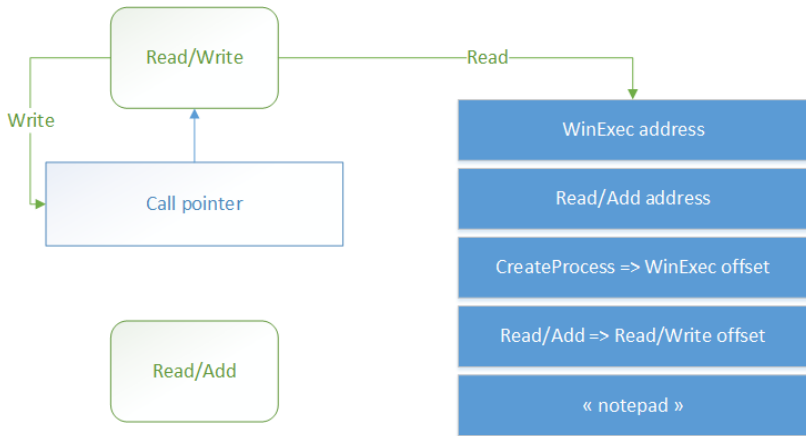 Read/Write
Read
Write
WinExec address
Call pointer
Read/Add address
CreateProcess => WinExec offset
Read/Add => Read/Write offset
Read/Add
« notepad »